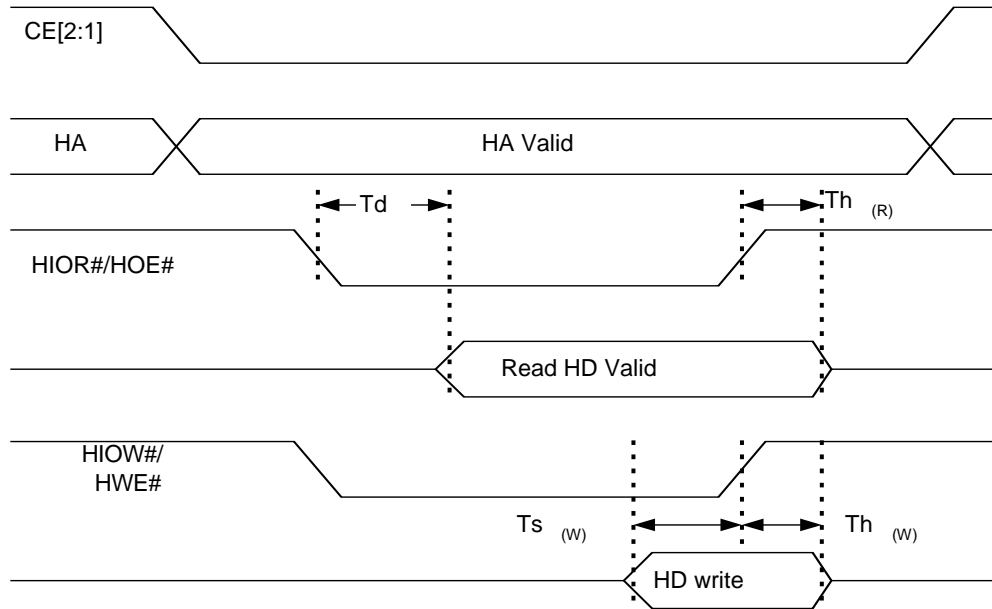 CE[2:1]
HA
HA Valid
Td
Th (R)
HIOR#/HOE#
Read HD Valid
HIOW#/
HWE#
Ts (W)
Th (W)
HD write